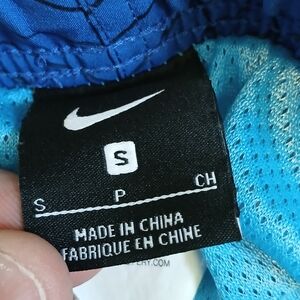 S
S P CH
MADE IN CHINA
FABRIQUE EN CHINE